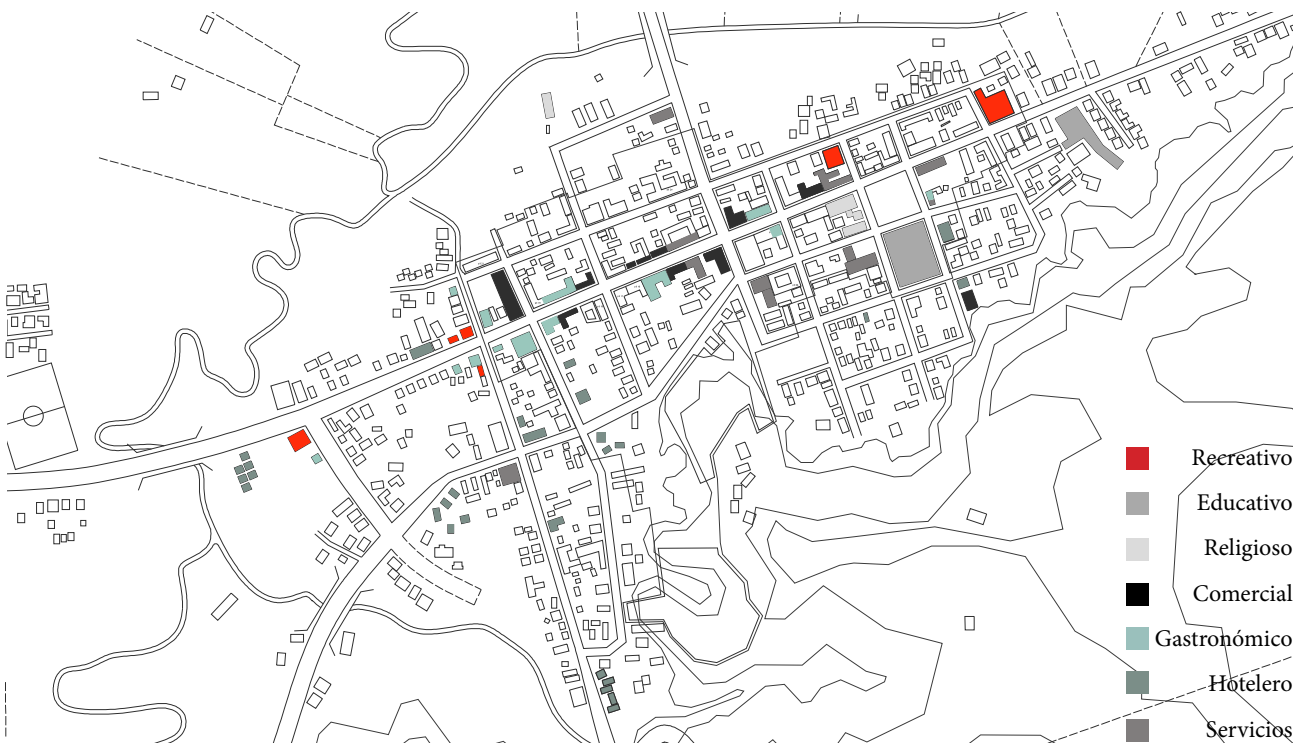 Recreativo
Educativo
Religioso
Comercial
Gastronómico
Hotelero
Servicios